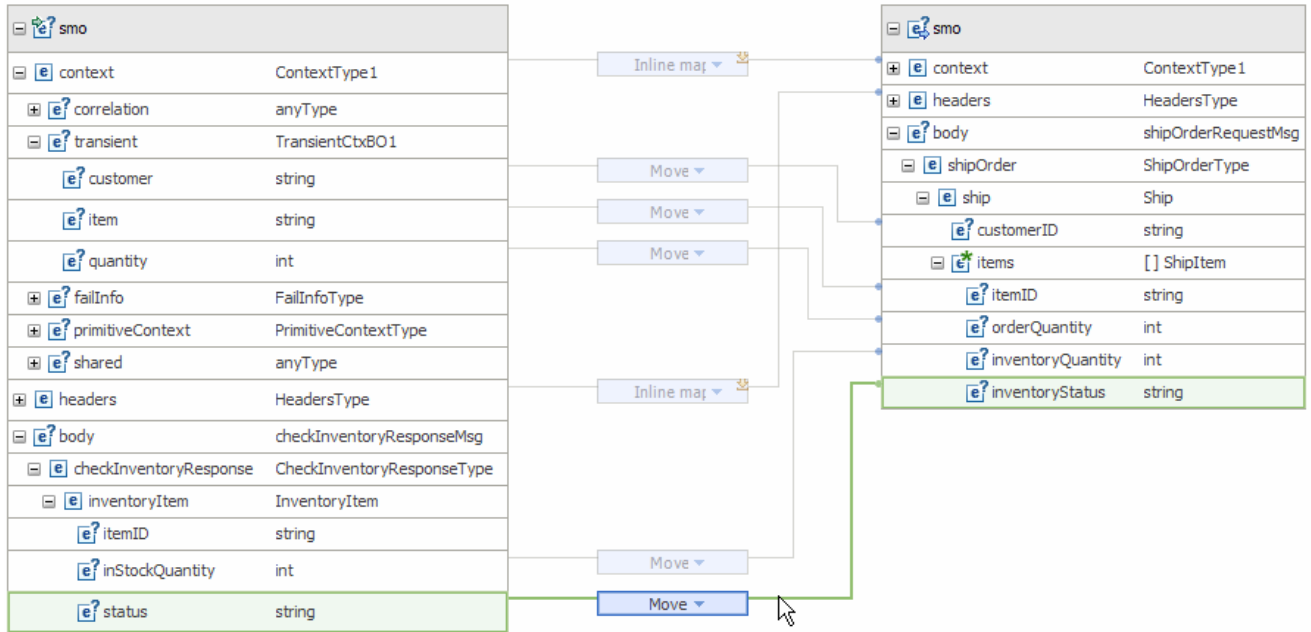 smo
context ContextType1
correlation anyType
transient TransientCtxBO1
customer string
item string
quantity int
failInfo FailInfoType
primitiveContext PrimitiveContextType
shared anyType
headers HeadersType
body checkInventoryResponseMsg
checkInventoryResponse CheckInventoryResponseType
inventoryItem InventoryItem
itemID string
inStockQuantity int
status string
Inline map
Move
Move
Move
Inline map
Move
Move
smo
context ContextType1
headers HeadersType
body shipOrderRequestMsg
shipOrder ShipOrderType
ship Ship
customerID string
items [ ] ShipItem
itemID string
orderQuantity int
inventoryQuantity int
inventoryStatus string